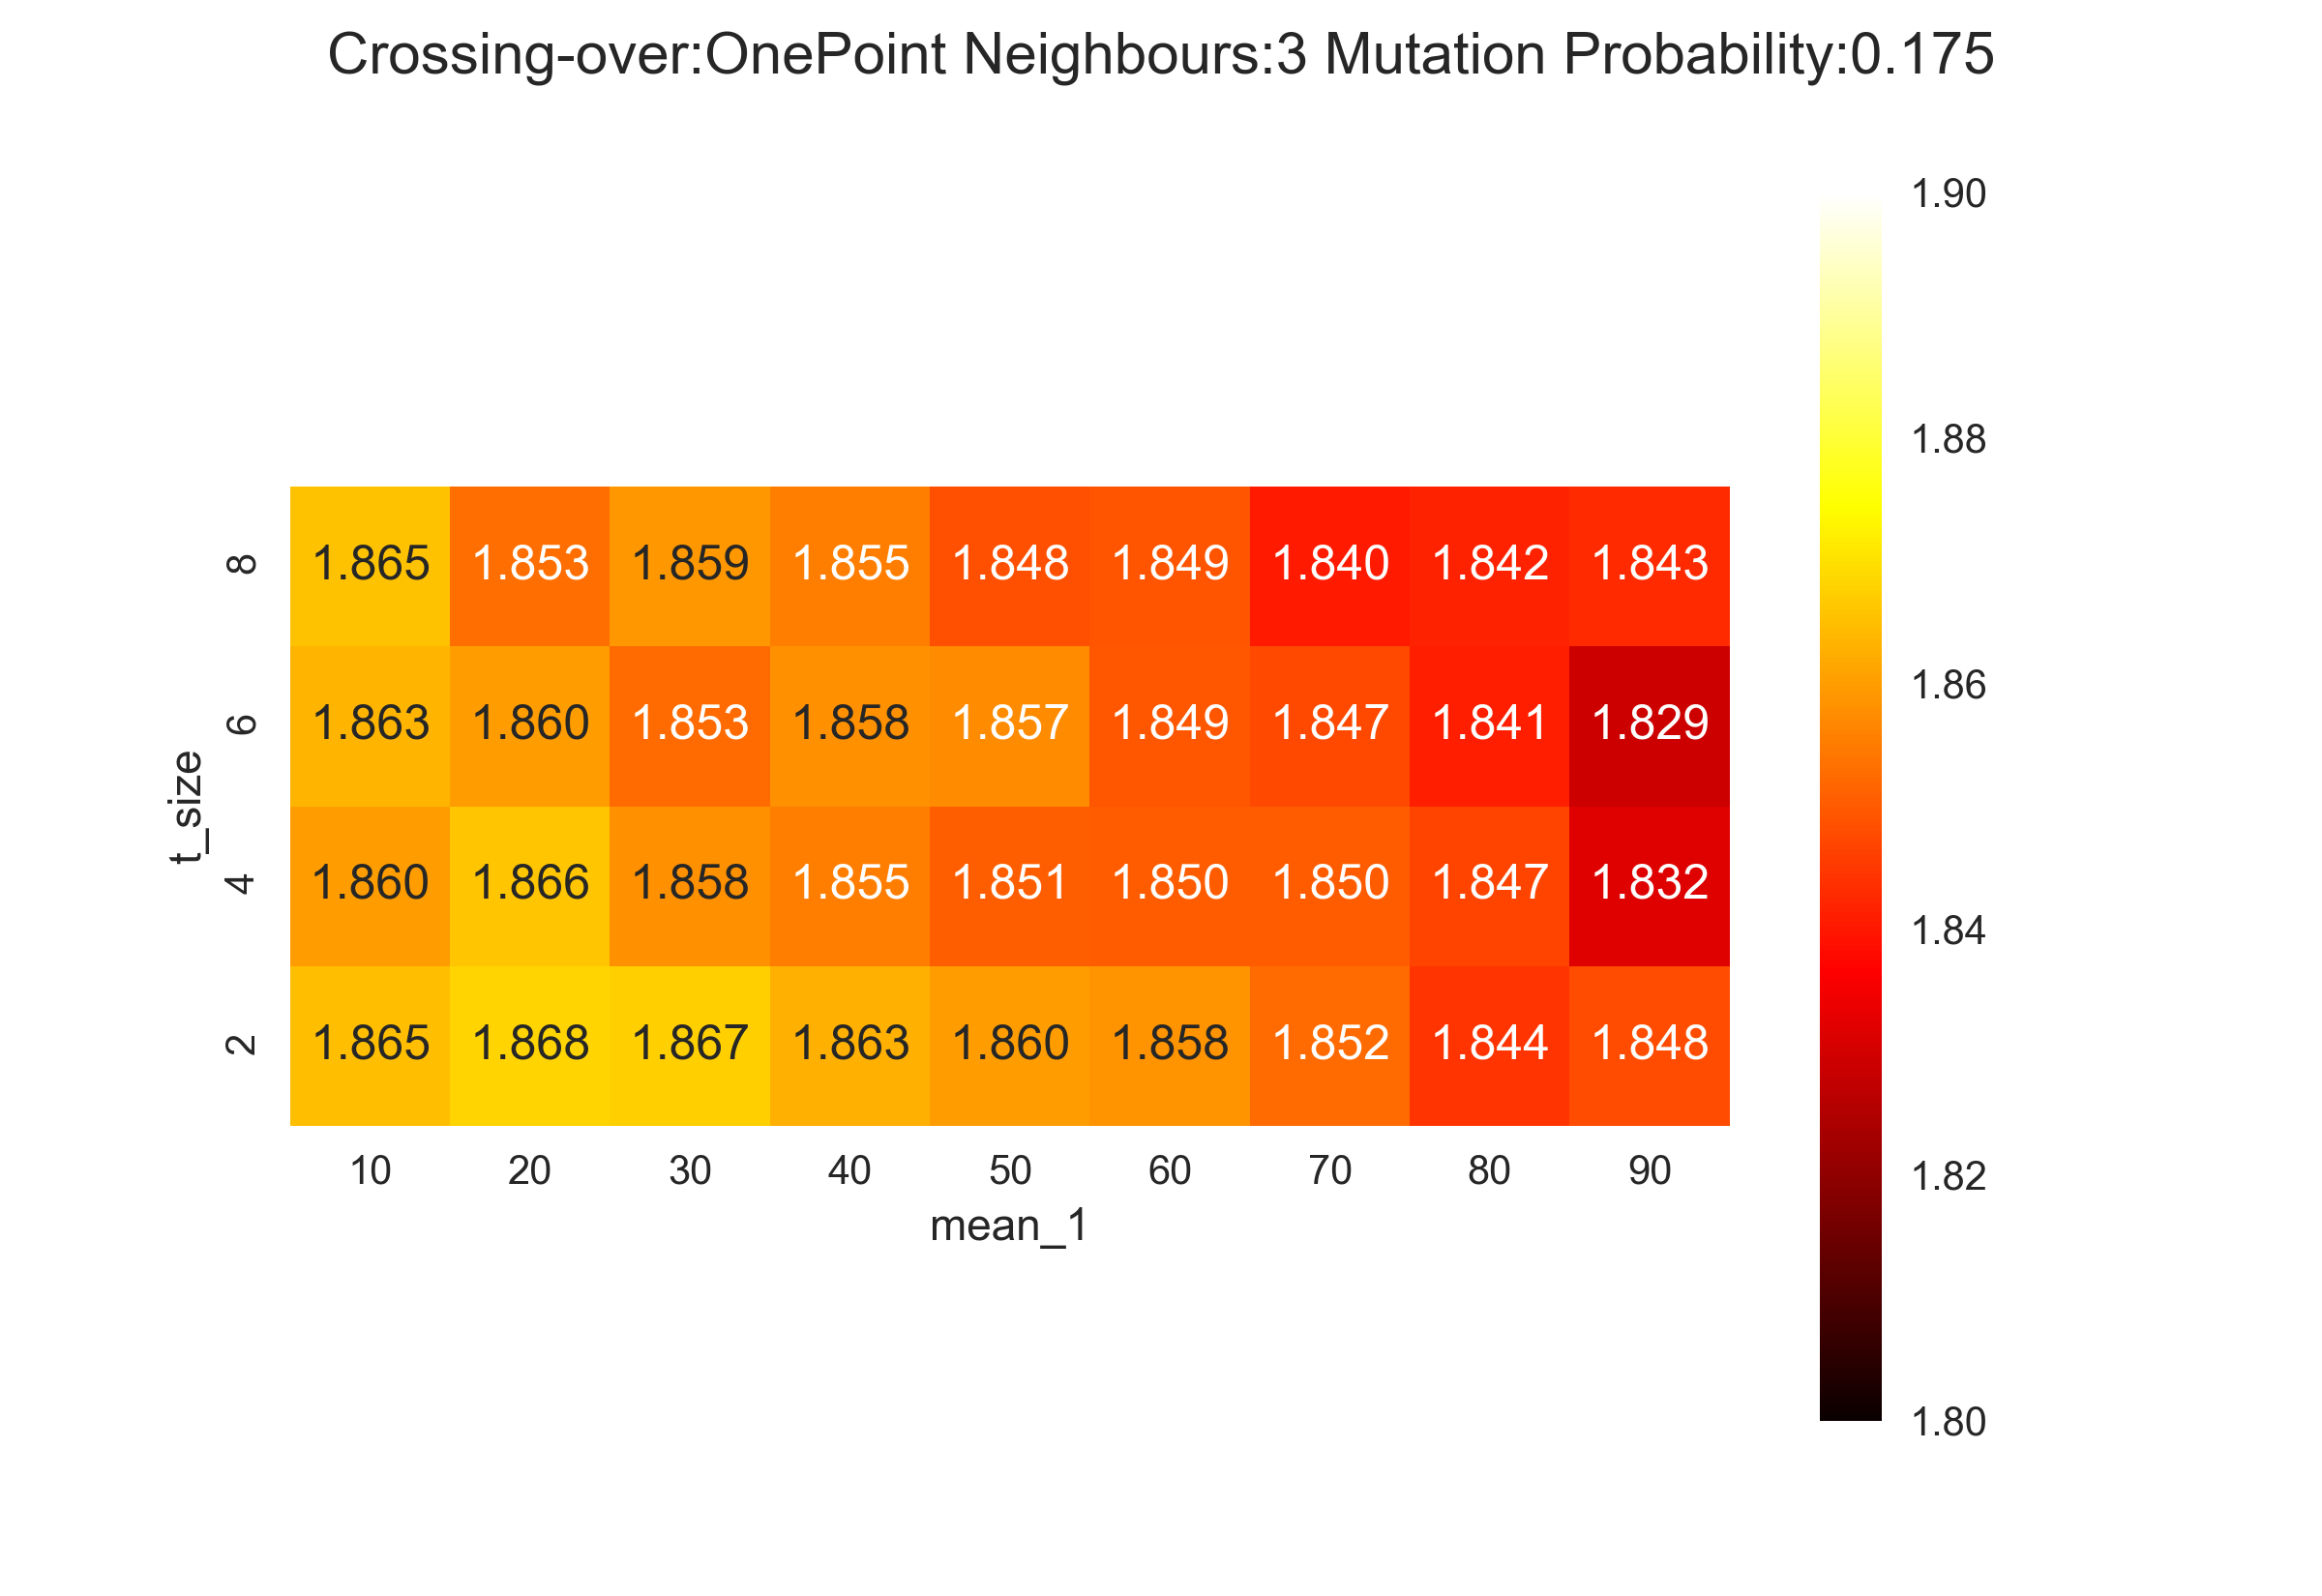 Crossing-over:OnePoint Neighbours:3 Mutation Probability:0.175
1.90
1.88
1.86
1.84
1.82
1.80
t_size
8 1.865 1.853 1.859 1.855 1.848 1.849 1.840 1.842 1.843
6 1.863 1.860 1.853 1.858 1.857 1.849 1.847 1.841 1.829
4 1.860 1.866 1.858 1.855 1.851 1.850 1.850 1.847 1.832
2 1.865 1.868 1.867 1.863 1.860 1.858 1.852 1.844 1.848
10 20 30 40 50 60 70 80 90
mean_1